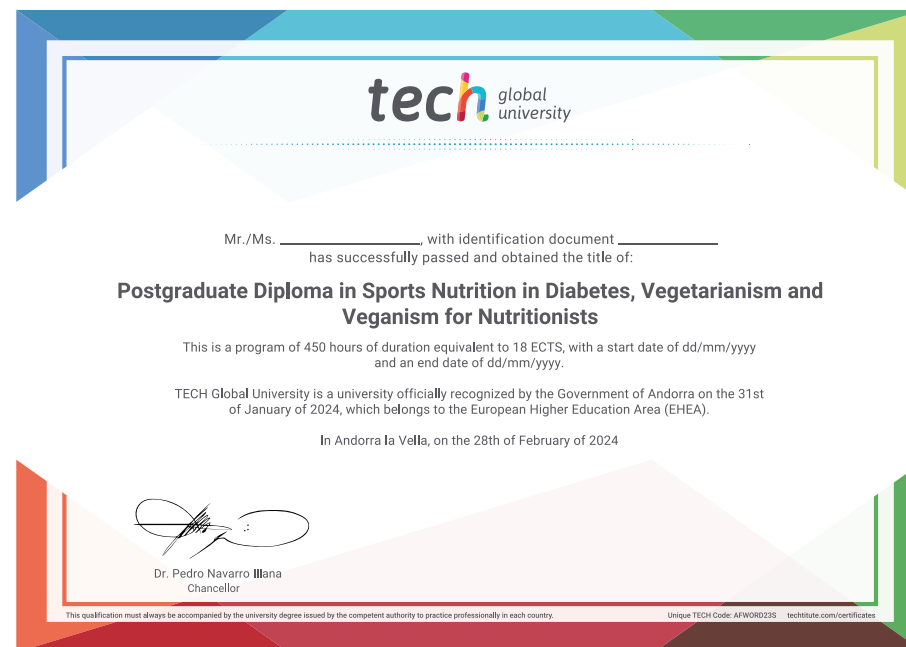 tech global
university
Mr./Ms. ____________, with identification document ____________
has successfully passed and obtained the title of:
Postgraduate Diploma in Sports Nutrition in Diabetes, Vegetarianism and
Veganism for Nutritionists
This is a program of 450 hours of duration equivalent to 18 ECTS, with a start date of dd/mm/yyyy
and an end date of dd/mm/yyyy.
TECH Global University is a university officially recognized by the Government of Andorra on the 31st
of January of 2024, which belongs to the European Higher Education Area (EHEA).
In Andorra la Vella, on the 28th of February of 2024
Dr. Pedro Navarro Illana
Chancellor
This qualification must always be accompanied by the university degree issued by the competent authority to practice professionally in each country.
Unique TECH Code: AFWORD23S techtitute.com/certificates